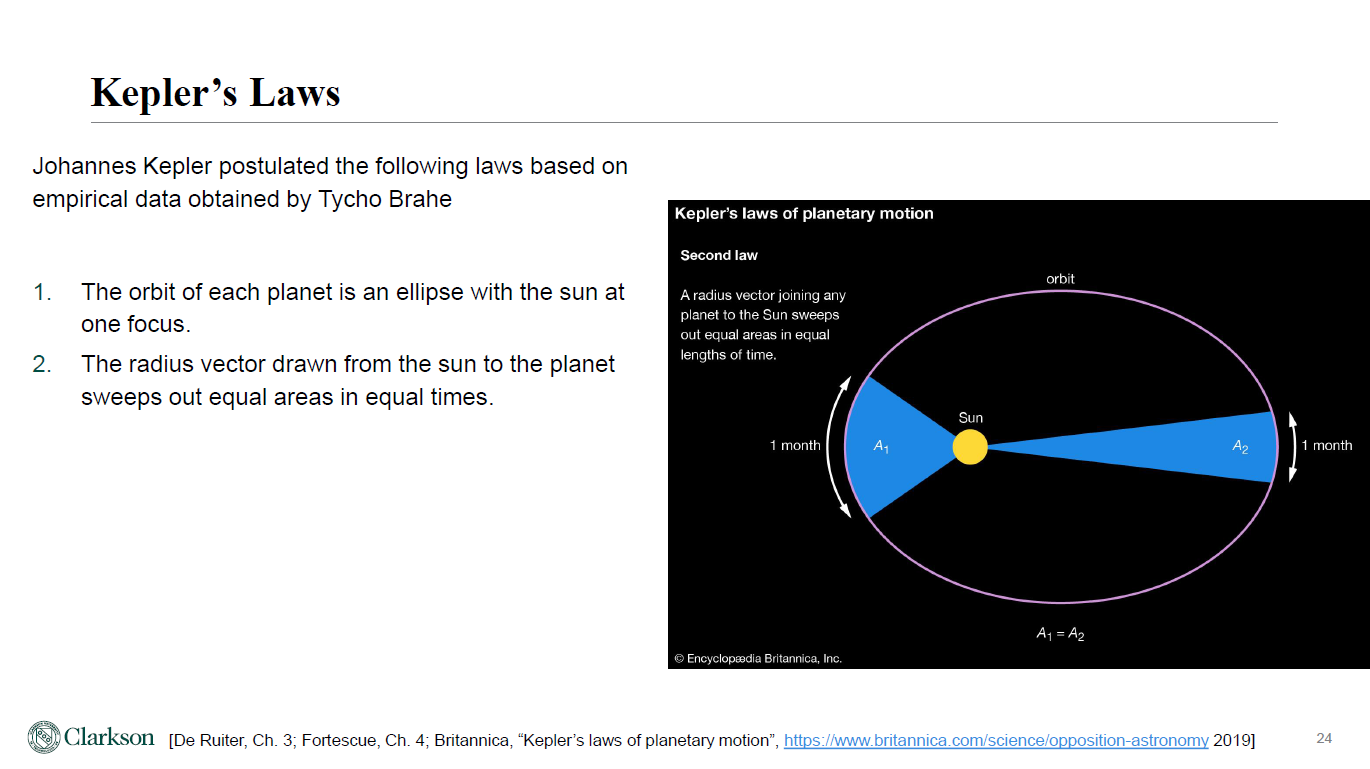 Kepler’s Laws
Johannes Kepler postulated the following laws based on
empirical data obtained by Tycho Brahe
1. The orbit of each planet is an ellipse with the sun at
one focus.
2. The radius vector drawn from the sun to the planet
sweeps out equal areas in equal times.
Kepler’s laws of planetary motion
Second law
A radius vector joining any
planet to the Sun sweeps
out equal areas in equal
lengths of time.
orbit
Sun
1 month
A1
A2
1 month
A1 = A2
© Encyclopædia Britannica, Inc.
Clarkson
[De Ruiter, Ch. 3; Fortescue, Ch. 4; Britannica, “Kepler’s laws of planetary motion”, https://www.britannica.com/science/opposition-astronomy 2019]
24